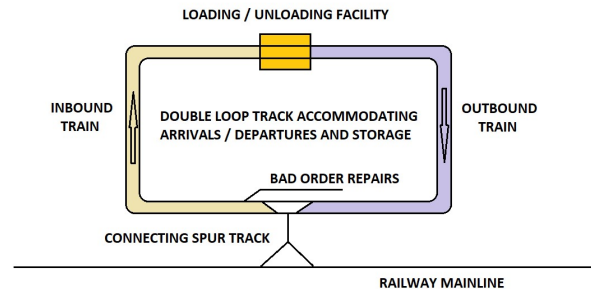 LOADING / UNLOADING FACILITY
INBOUND
TRAIN
DOUBLE LOOP TRACK ACCOMMODATING
ARRIVALS / DEPARTURES AND STORAGE
OUTBOUND
TRAIN
BAD ORDER REPAIRS
CONNECTING SPUR TRACK
RAILWAY MAINLINE